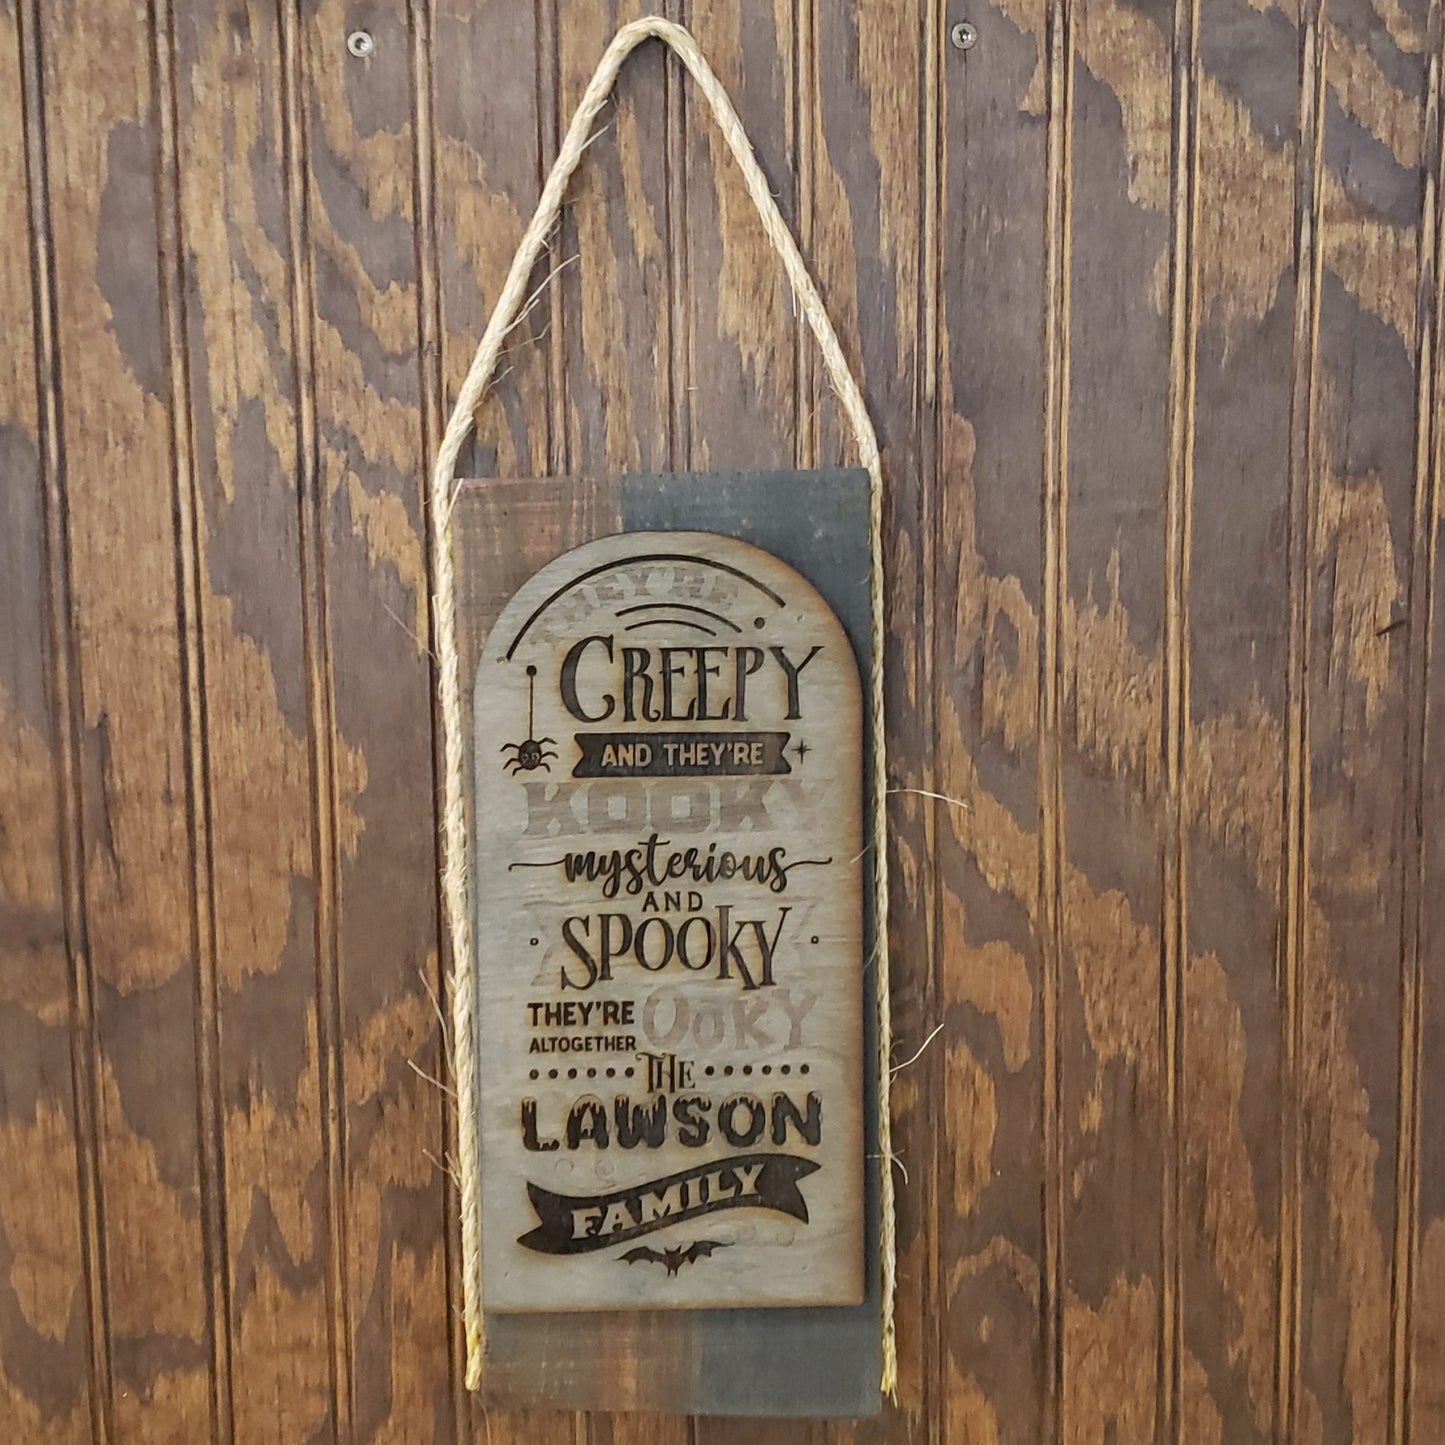 THEY'RE
CREEPY
AND THEY'RE
KOOKY
mysterious
AND
SPOOKY
THEY'RE
ALTOGETHER
OOKY
THE
LAWSON
FAMILY